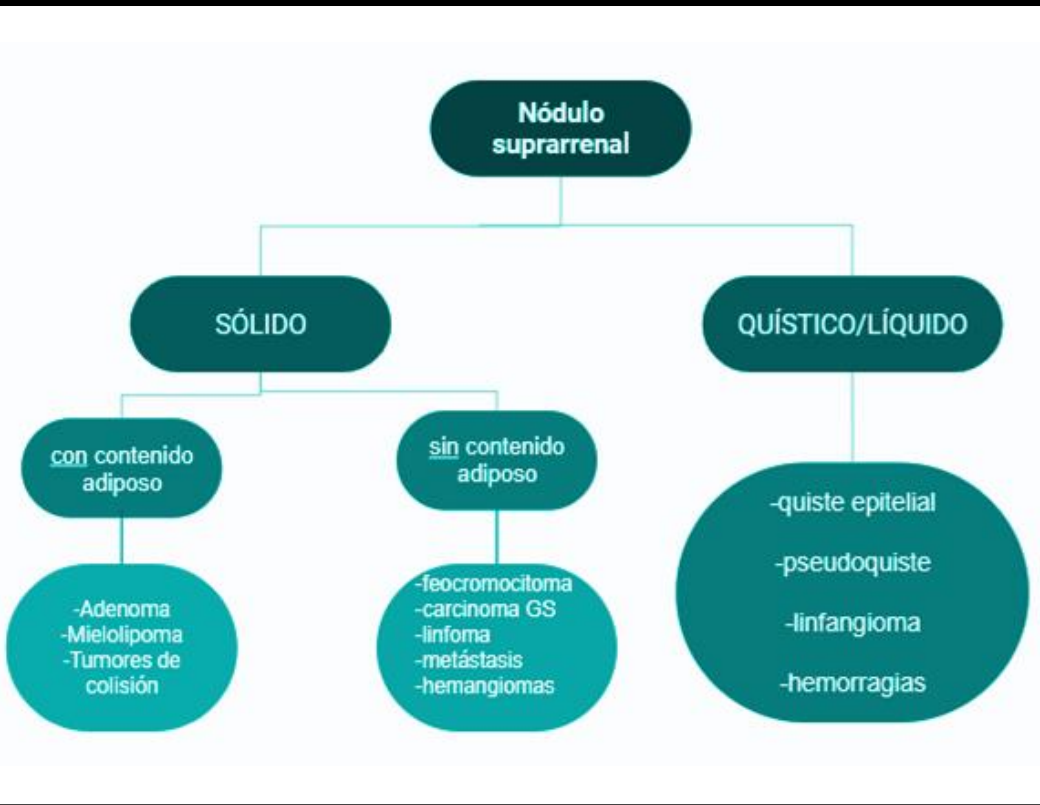 Nódulo
suprarrenal
SÓLIDO
QUÍSTICO/LÍQUIDO
con contenido
adiposo
sin contenido
adiposo
-Adenoma
-Mielolipoma
-Tumores de
colisión
-feocromocitoma
-carcinoma GS
-linfoma
-metástasis
-hemangiomas
-quiste epitelial
-pseudoquiste
-linfangioma
-hemorragias